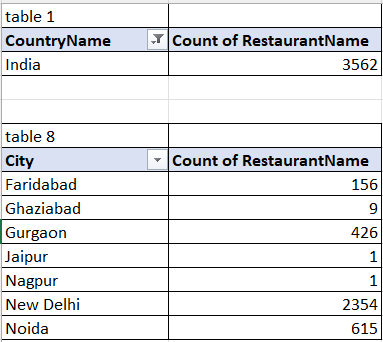 table 1
CountryName Count of RestaurantName
India 3562
table 8
City Count of RestaurantName
Faridabad 156
Ghaziabad 9
Gurgaon 426
Jaipur 1
Nagpur 1
New Delhi 2354
Noida 615